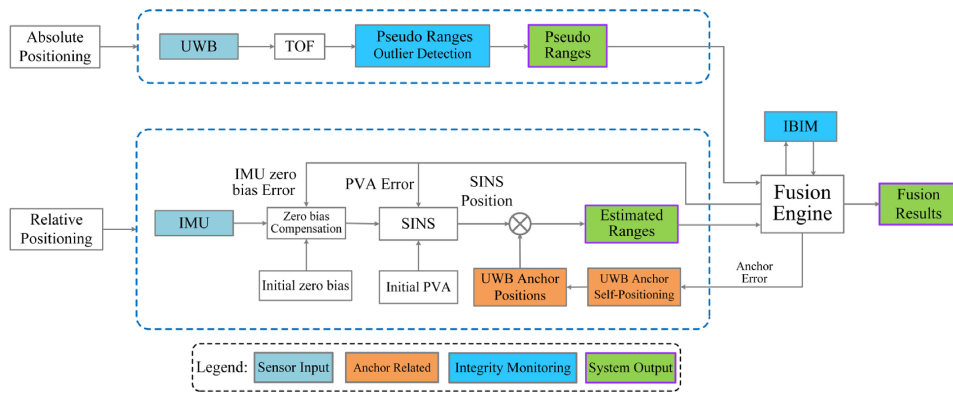 Absolute
Positioning
UWB
TOF
Pseudo Ranges
Outlier Detection
Pseudo
Ranges
IBIM
IMU zero
bias Error
PVA Error
SINS
Position
Relative
Positioning
IMU
Zero bias
Compensation
SINS
Estimated
Ranges
Fusion
Engine
Fusion
Results
Initial zero bias
Initial PVA
UWB Anchor
Positions
UWB Anchor
Self-Positioning
Anchor
Error
Legend:
Sensor Input
Anchor Related
Integrity Monitoring
System Output